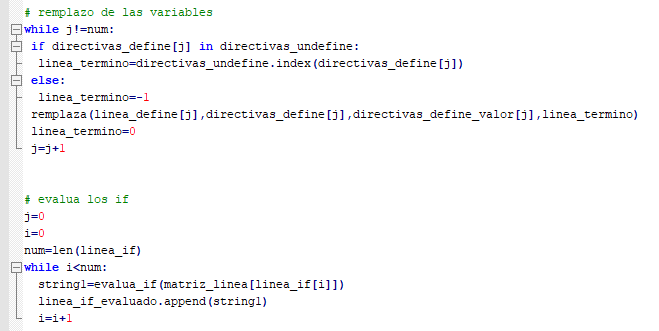 # remplazo de las variables
while j!=num:
if directivas_define[j] in directivas_undefine:
linea_termino=directivas_undefine.index(directivas_define[j])
else:
linea_termino=-1
remplaza(linea_define[j],directivas_define[j],directivas_define_valor[j],linea_termino)
linea_termino=0
j=j+1
# evalua los if
j=0
i=0
num=len(linea_if)
while i<num:
string1=evalua_if(matriz_linea[linea_if[i]])
linea_if_evaluado.append(string1)
i=i+1